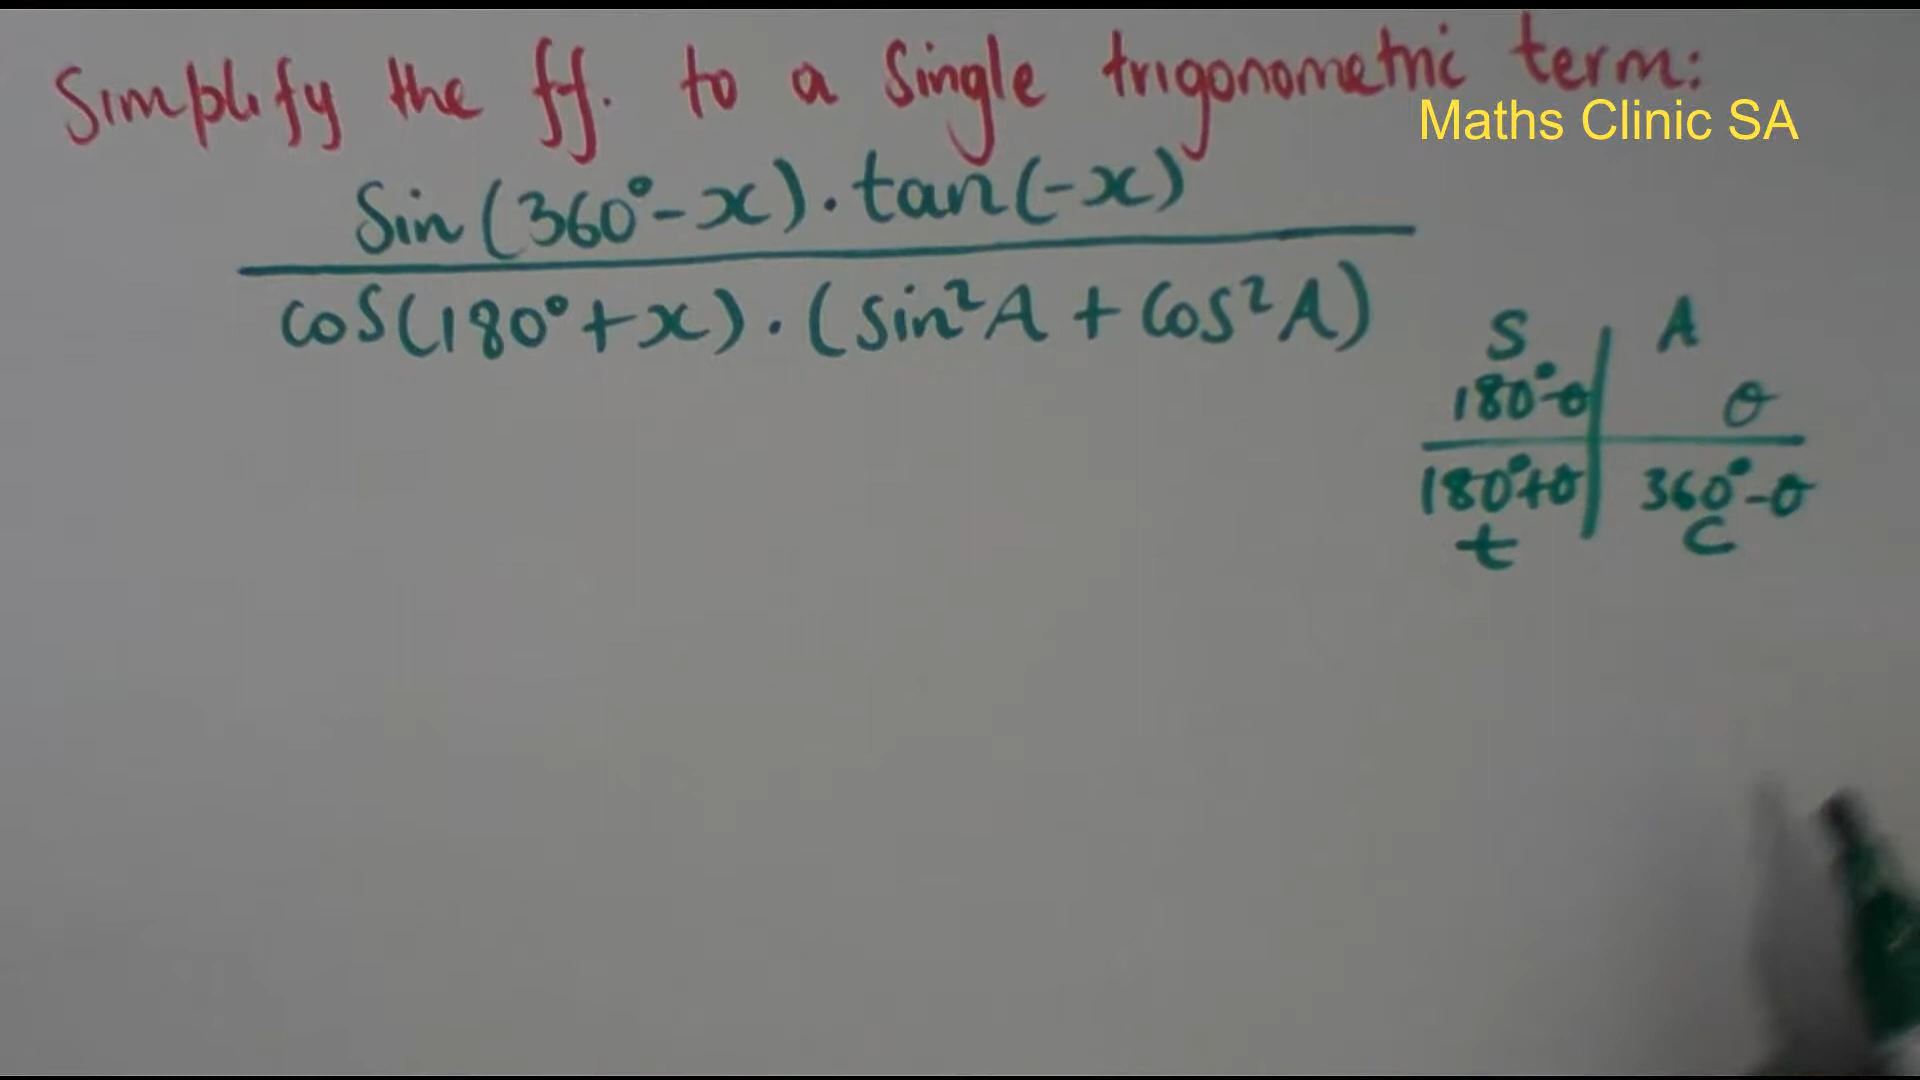 Simplify the ff. to a single trigonometric term:
Maths Clinic SA
Sin(360°-x).tan(-x)
cos(180°+x).(sin²A + Cos²A)
S A
180°-θ θ
180°+θ 360°-θ
t C